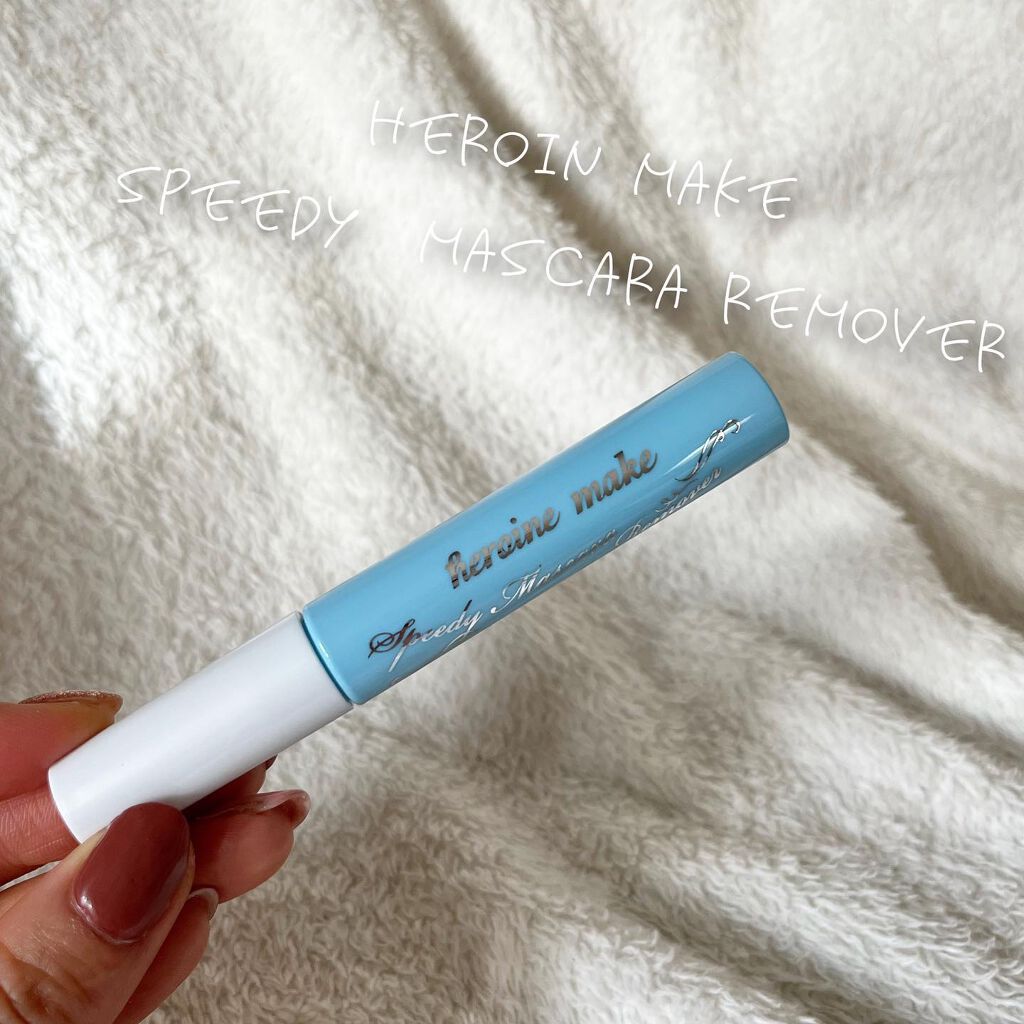 HEROIN MAKE
SPEEDY MASCARA REMOVER
heroine make
Speedy Mascara Remover